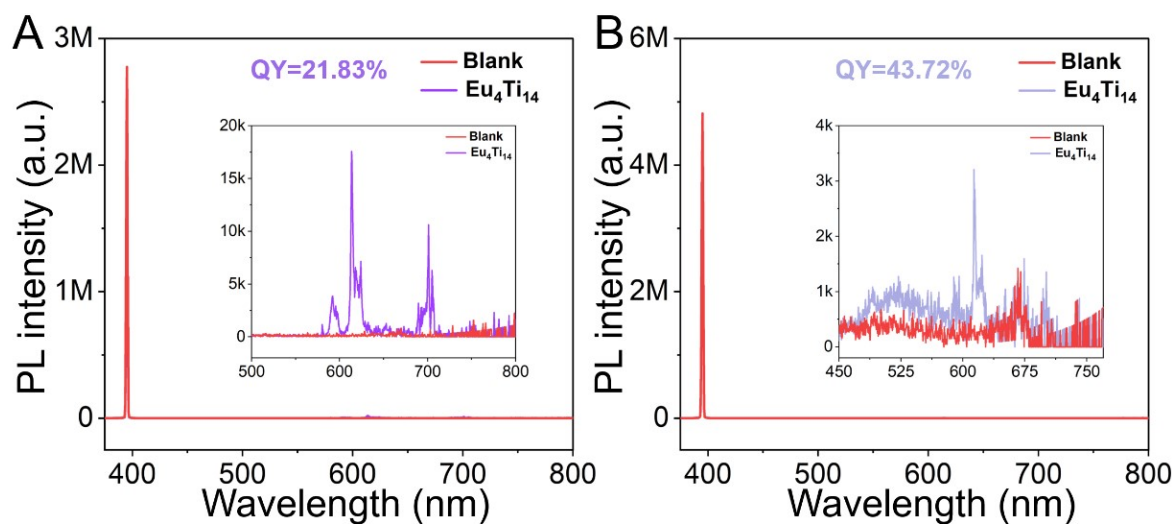 A
3M
2M
1M
0
PL intensity (a.u.)
QY=21.83%
Blank
Eu₄Ti₁₄
20k
15k
10k
5k
0
500 600 700 800
Blank
Eu₄Ti₁₄
400 500 600 700 800
Wavelength (nm)
B
6M
4M
2M
0
PL intensity (a.u.)
QY=43.72%
Blank
Eu₄Ti₁₄
4k
3k
2k
1k
0
450 525 600 675 750
Blank
Eu₄Ti₁₄
400 500 600 700 800
Wavelength (nm)